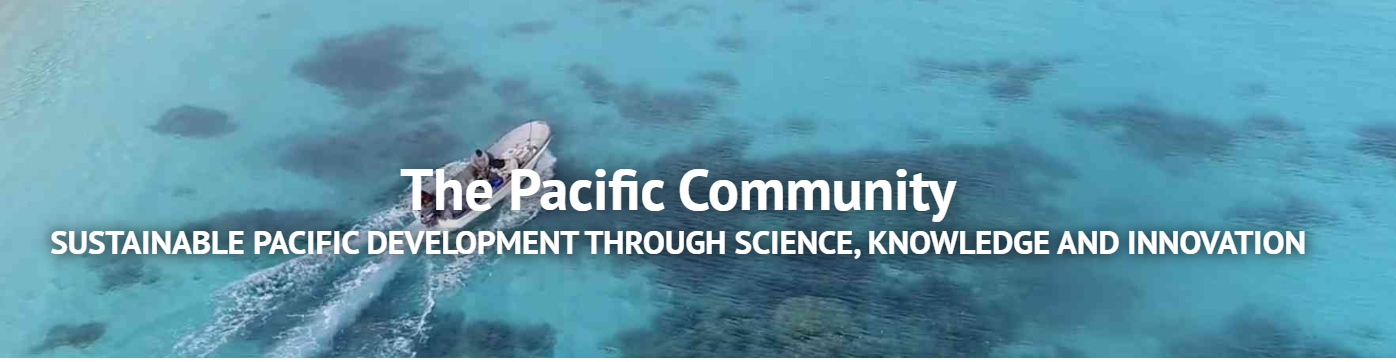 The Pacific Community
SUSTAINABLE PACIFIC DEVELOPMENT THROUGH SCIENCE, KNOWLEDGE AND INNOVATION